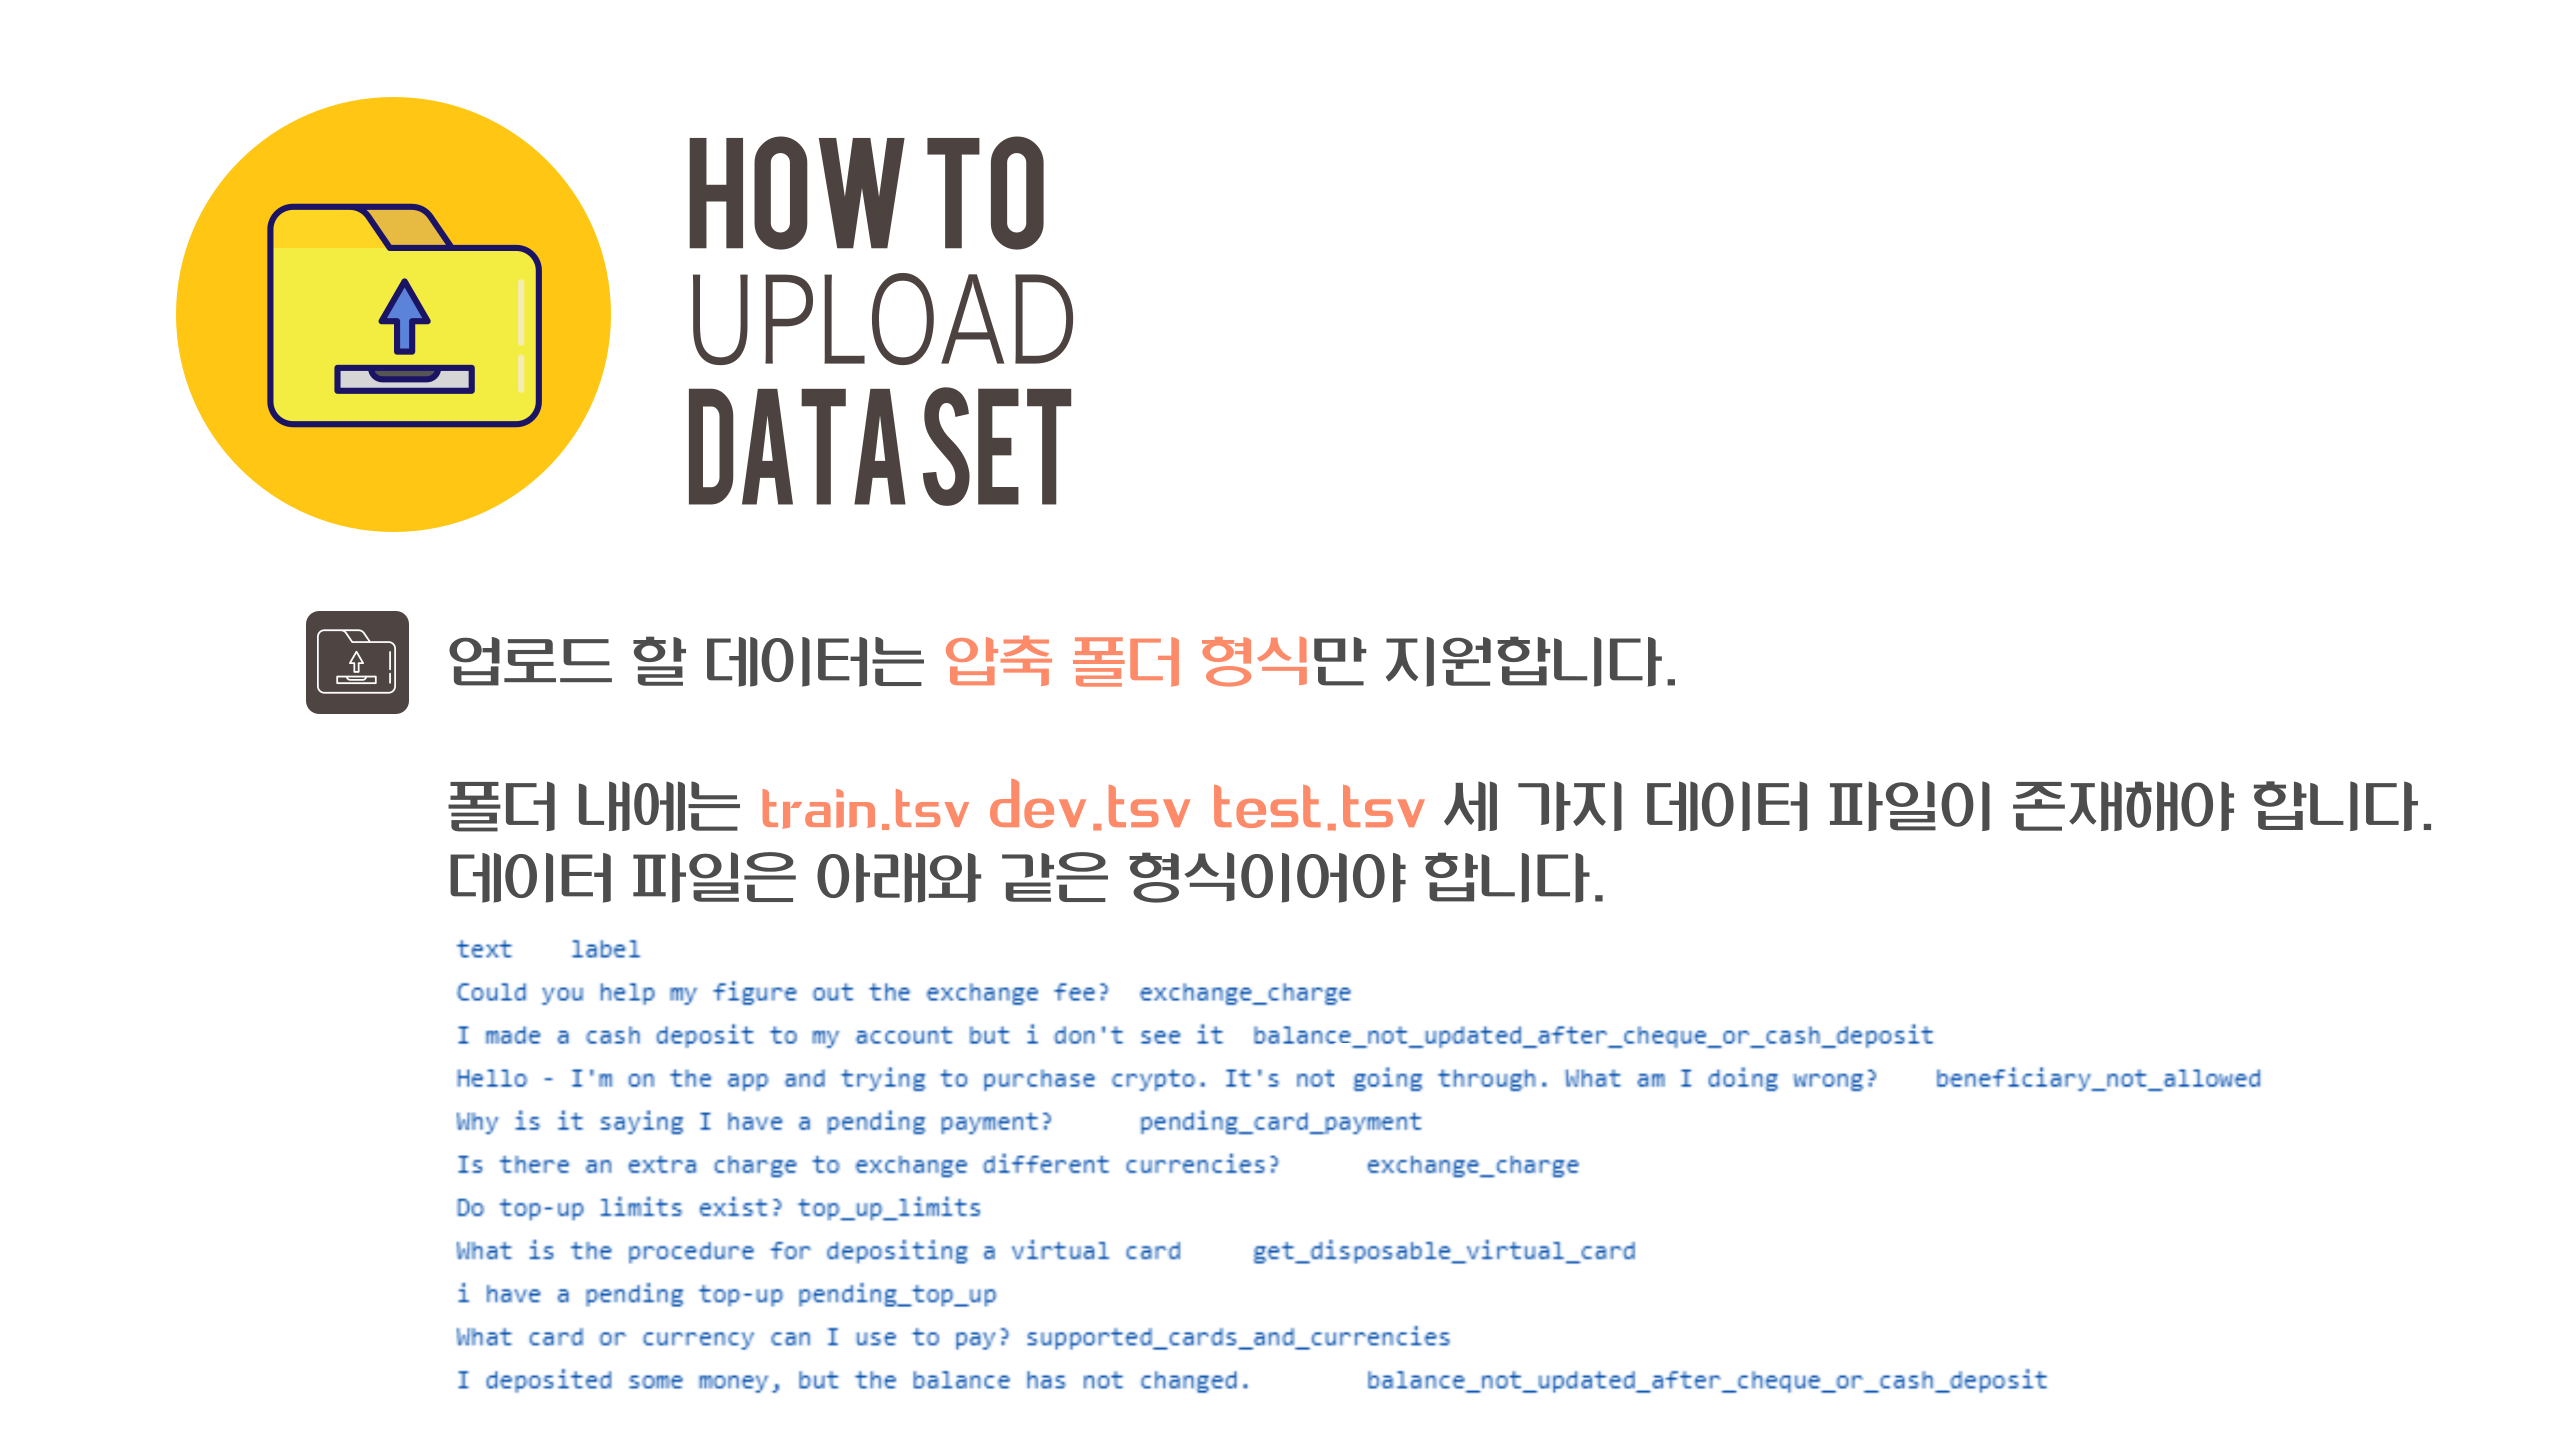 HOW TO
UPLOAD
DATASET
업로드 할 데이터는 압축 폴더 형식만 지원합니다.
폴더 내에는 train.tsv dev.tsv test.tsv 세 가지 데이터 파일이 존재해야 합니다.
데이터 파일은 아래와 같은 형식이어야 합니다.
text	label
Could you help my figure out the exchange fee?	exchange_charge
I made a cash deposit to my account but i don't see it	balance_not_updated_after_cheque_or_cash_deposit
Hello - I'm on the app and trying to purchase crypto. It's not going through. What am I doing wrong?	beneficiary_not_allowed
Why is it saying I have a pending payment?	pending_card_payment
Is there an extra charge to exchange different currencies?	exchange_charge
Do top-up limits exist?	top_up_limits
What is the procedure for depositing a virtual card	get_disposable_virtual_card
i have a pending top-up	pending_top_up
What card or currency can I use to pay?	supported_cards_and_currencies
I deposited some money, but the balance has not changed.	balance_not_updated_after_cheque_or_cash_deposit